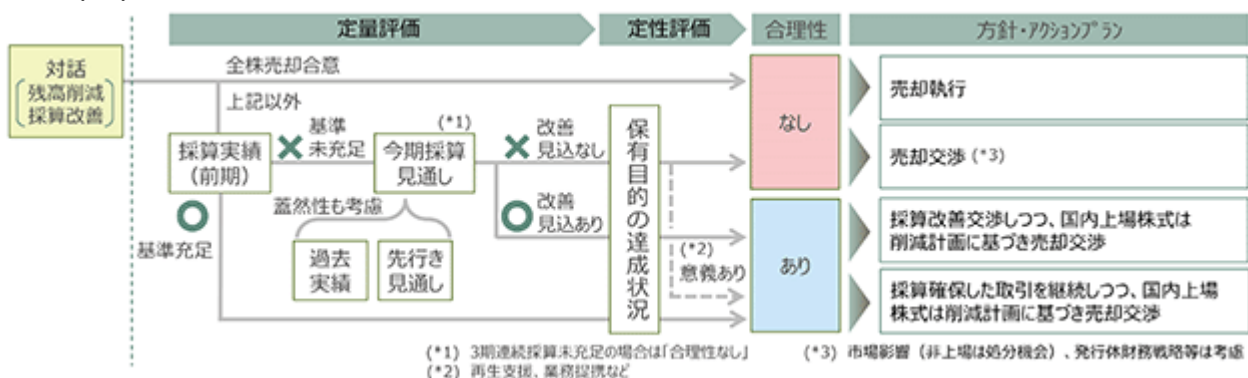 定量評価
定性評価
合理性
方針・アクションプラン
対話
残高削減
採算改善
全株売却合意
上記以外
採算実績
(前期)
基準
未充足
(*1)
今期採算
見通し
改善
見込なし
改善
見込あり
基準充足
蓋然性も考慮
過去
実績
先行き
見通し
保有目的の達成状況
(*2)
意義あり
なし
あり
売却執行
売却交渉 (*3)
採算改善交渉しつつ、国内上場株式は
削減計画に基づき売却交渉
採算確保した取引を継続しつつ、国内上場
株式は削減計画に基づき売却交渉
(*1) 3期連続採算未充足の場合は「合理性なし」
(*2) 再生支援、業務提携など
(*3) 市場影響(非上場は処分機会)、発行体財務戦略等は考慮